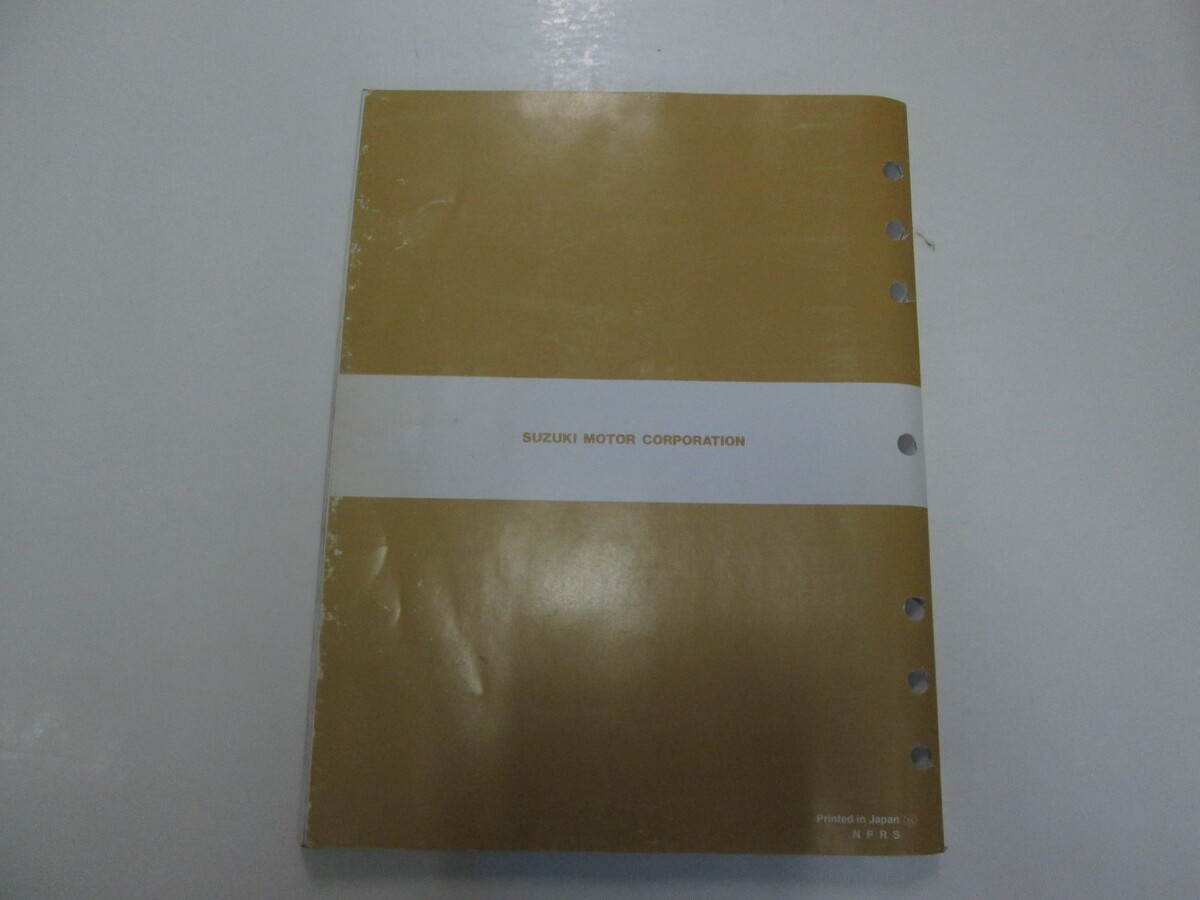 SUZUKI MOTOR CORPORATION
Printed in Japan
N P R S